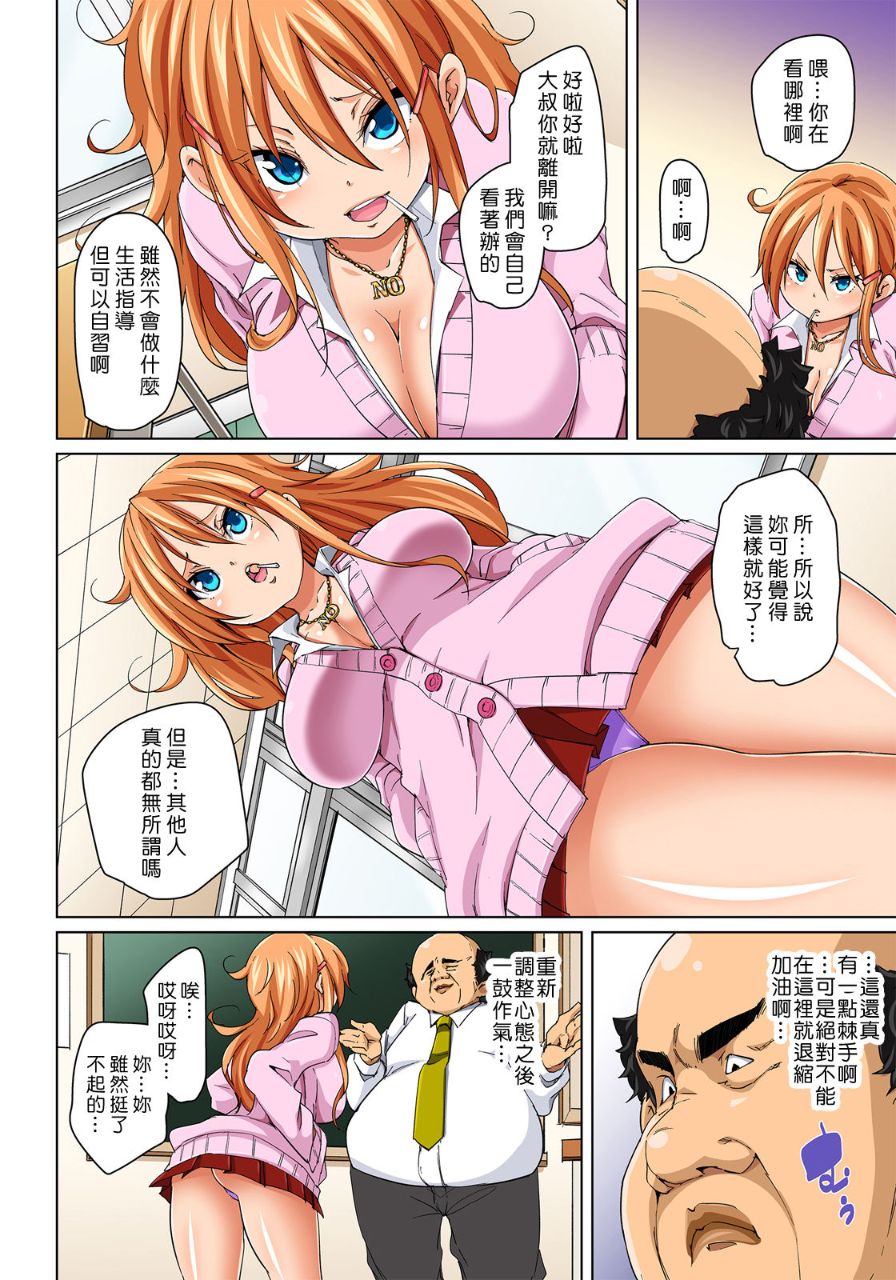 喂…你在
看哪裡啊
啊…啊
好啦好啦
大叔你就離開嘛？
我們會自己
看著辦的
雖然不會做什麼
生活指導
但可以自習啊
NO
NO
所…所以說
妳可能覺得
這樣就好了…
NO
但是…其他人
真的都無所謂嗎
…這還真
有一點棘手啊
…可是絕對不能
在這裡就退縮
加油啊…
むぅ
重新
調整心態之後
一鼓作氣…
唉…
哎呀哎呀…
妳…妳
雖然挺了
不起的…